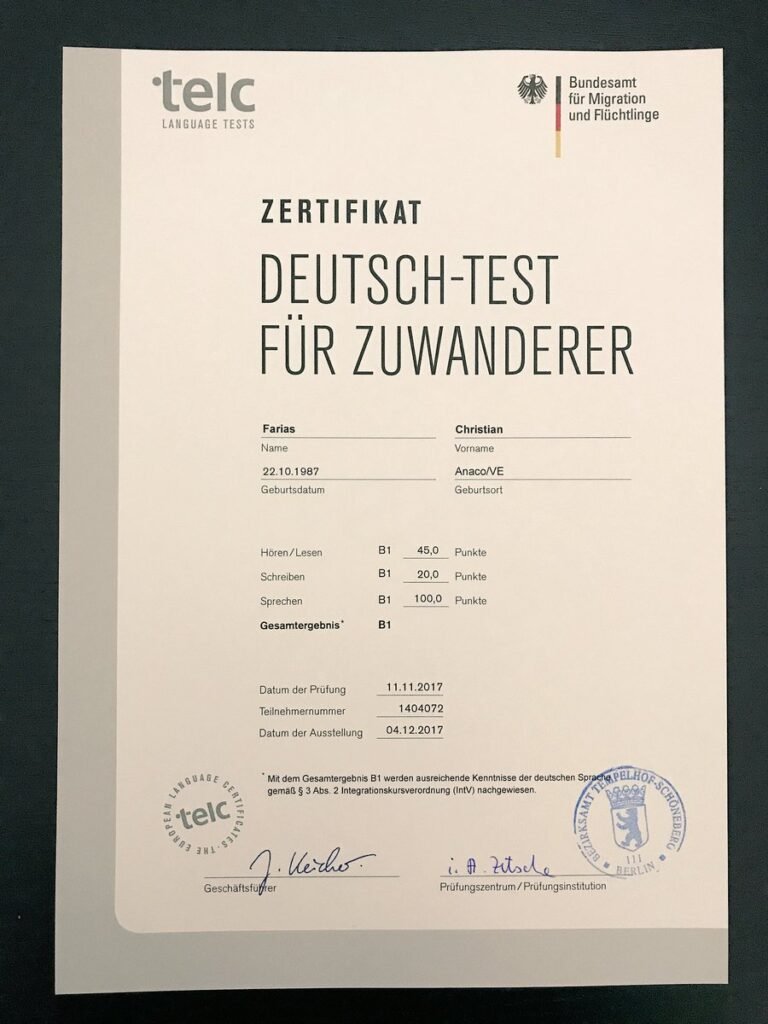 telc
LANGUAGE TESTS
Bundesamt
für Migration
und Flüchtlinge
ZERTIFIKAT
DEUTSCH-TEST
FÜR ZUWANDERER
Farias Christian
Name Vorname
22.10.1987 Anaco/VE
Geburtsdatum Geburtsort
Hören/Lesen B1 45,0 Punkte
Schreiben B1 20,0 Punkte
Sprechen B1 100,0 Punkte
Gesamtergebnis* B1
Datum der Prüfung 11.11.2017
Teilnehmernummer 1404072
Datum der Ausstellung 04.12.2017
* Mit dem Gesamtergebnis B1 werden ausreichende Kenntnisse der deutschen Sprache
gemäß § 3 Abs. 2 Integrationskursverordnung (IntV) nachgewiesen.
telc
THE EUROPEAN LANGUAGE CERTIFICATES
BEZIRKSAMT TEMPELHOF-SCHÖNEBERG
111
BERLIN
i. A.
Geschäftsführer Prüfungszentrum/Prüfungsinstitution